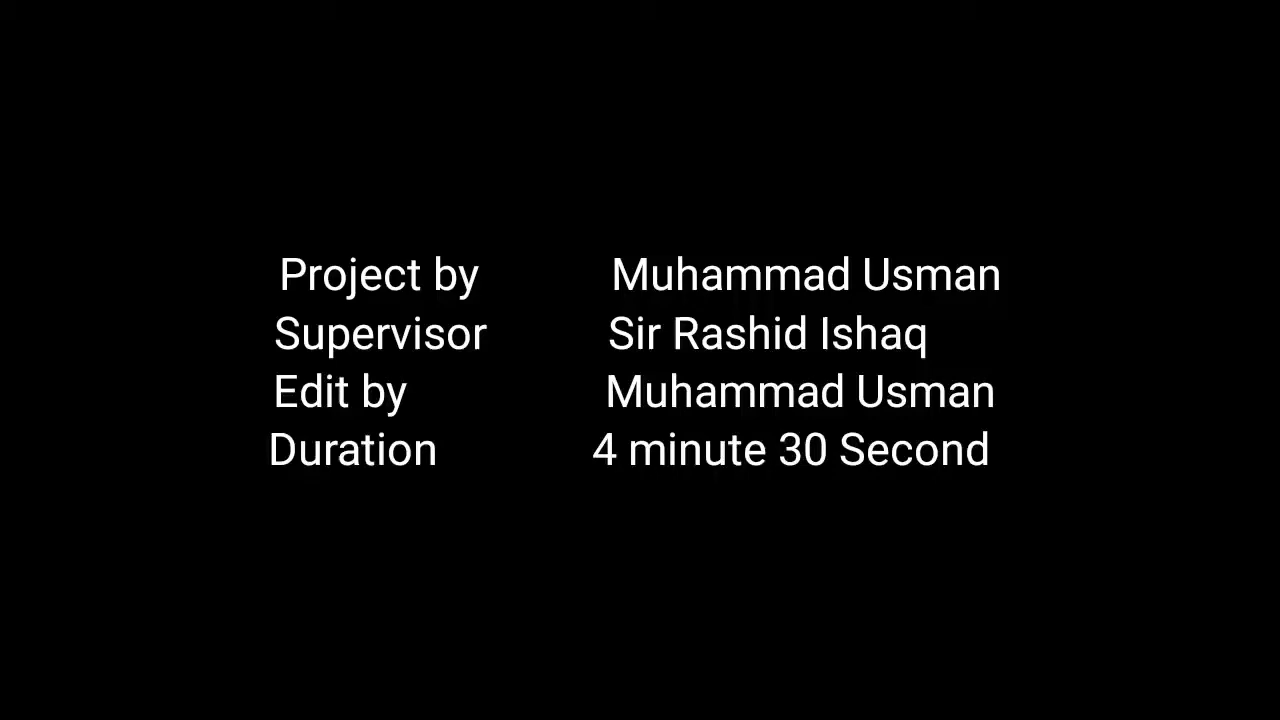 Project by Muhammad Usman
Supervisor Sir Rashid Ishaq
Edit by Muhammad Usman
Duration 4 minute 30 Second